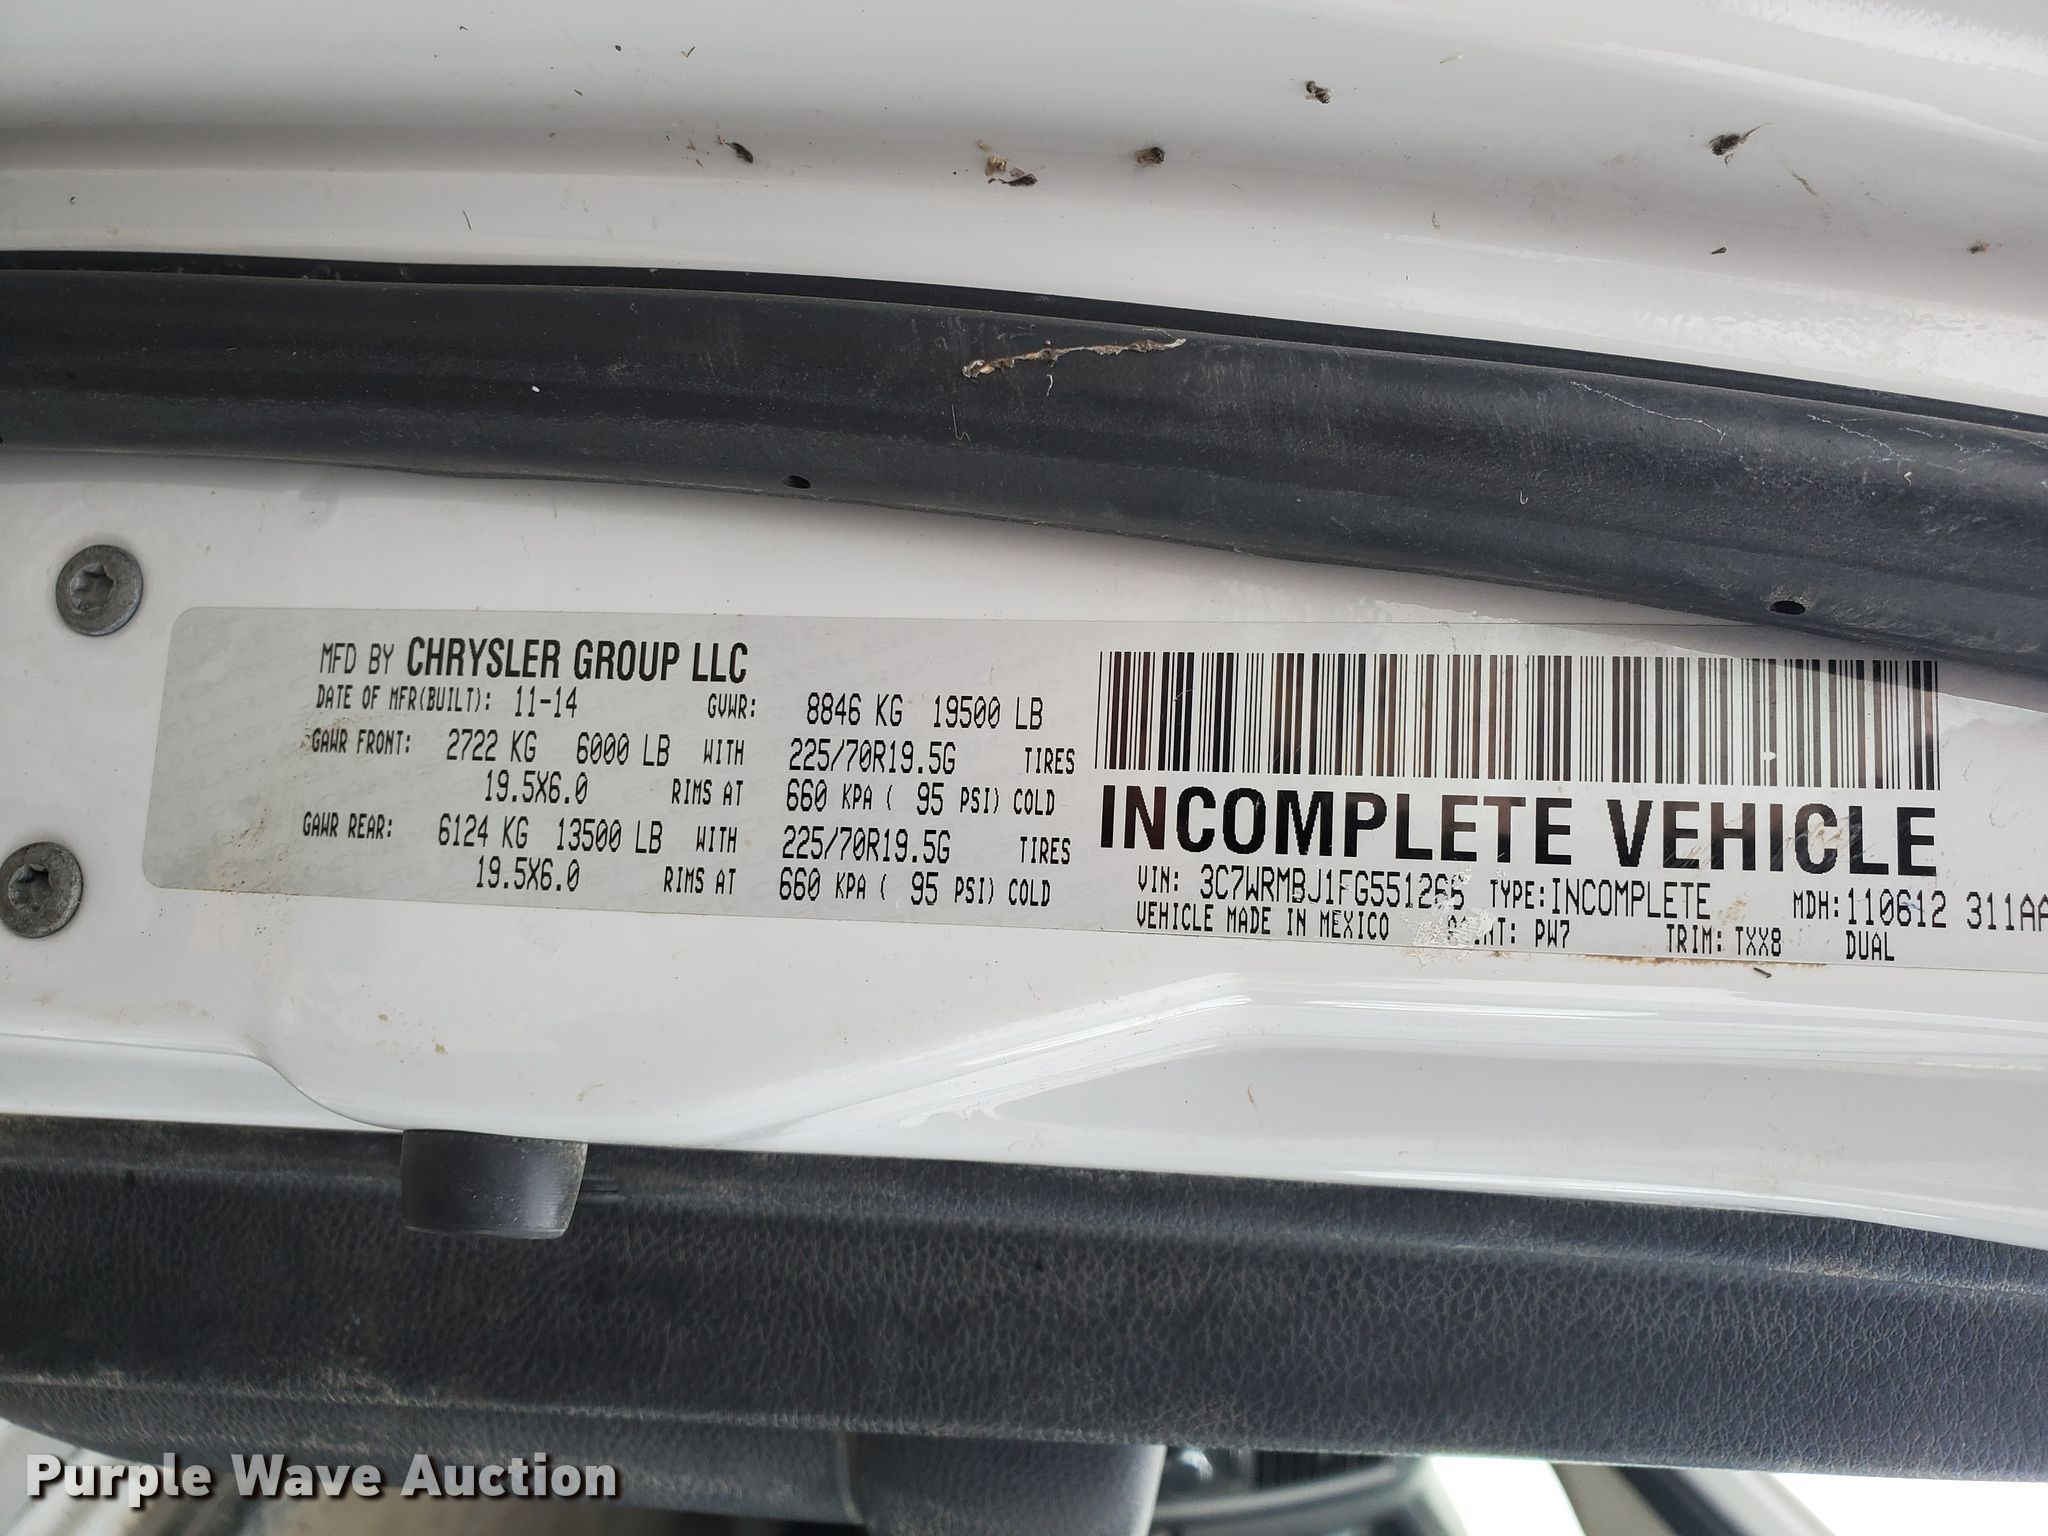 MFD BY CHRYSLER GROUP LLC
DATE OF MFR(BUILT): 11-14 GVWR: 8846 KG 19500 LB
GAWR FRONT: 2722 KG 6000 LB WITH 225/70R19.5G TIRES
19.5X6.0 RIMS AT 660 KPA ( 95 PSI) COLD
GAWR REAR: 6124 KG 13500 LB WITH 225/70R19.5G TIRES
19.5X6.0 RIMS AT 660 KPA ( 95 PSI) COLD
INCOMPLETE VEHICLE
VIN: 3C7WRMBJ1FG551266 TYPE:INCOMPLETE MDH:110612 311AA
VEHICLE MADE IN MEXICO PAINT: PW7 TRIM: TXX8 DUAL
Purple Wave Auction